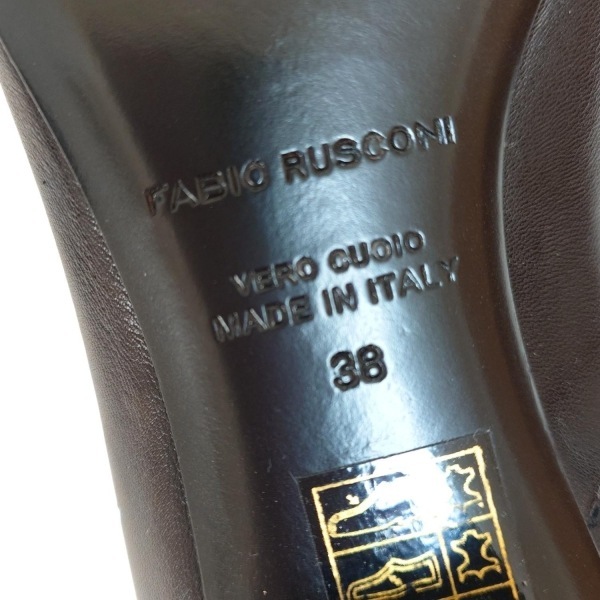 FABIO RUSCONI
VERO CUOIO
MADE IN ITALY
38